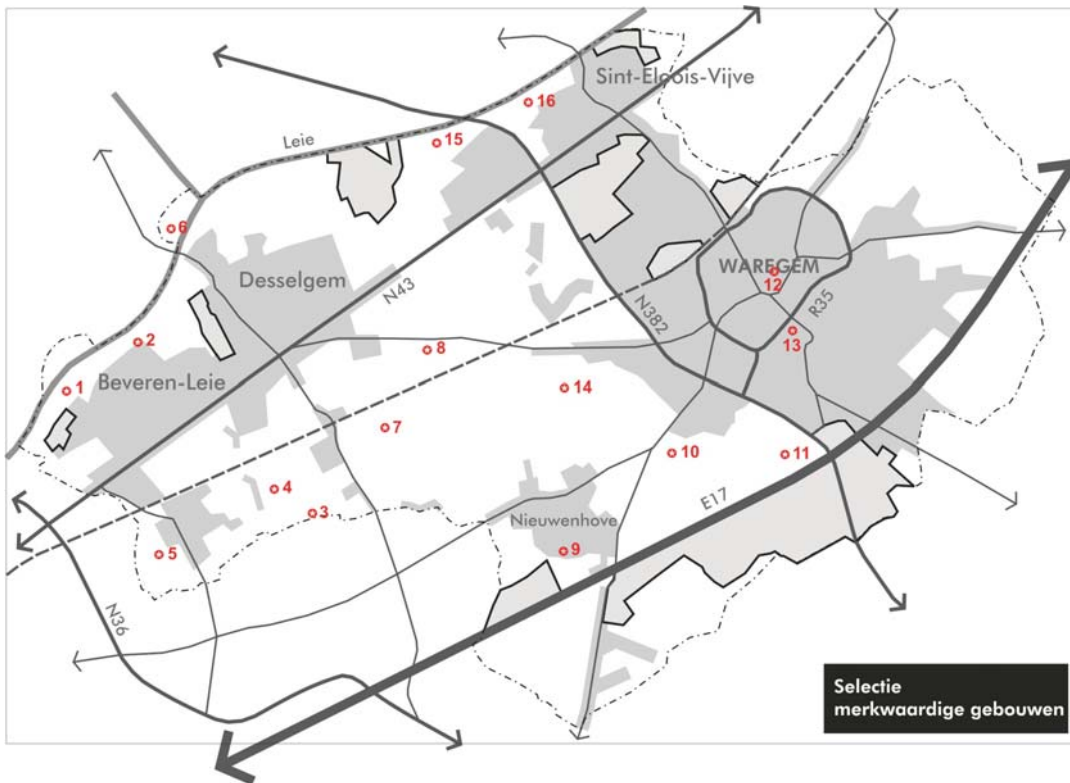 Sint-Eloois-Vijve
16
15
Leie
6
Desselgem
N43
WAREGEM
12
R35
N382
13
2
8
1
Beveren-Leie
14
7
10
11
4
E17
3
Nieuwenhove
5
9
N36
Selectie
merkwaardige gebouwen